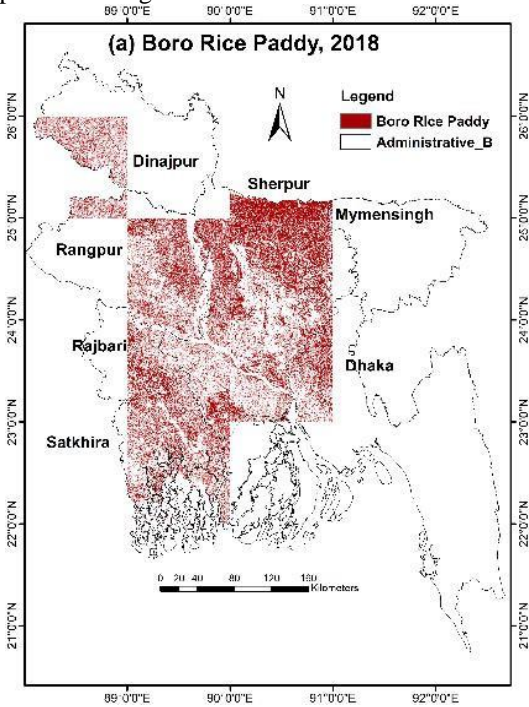 89°0'0"E 90°0'0"E 91°0'0"E 92°0'0"E
(a) Boro Rice Paddy, 2018
N
Legend
Boro RIce Paddy
Administrative_B
Dinajpur
Sherpur
Mymensingh
Rangpur
Rajbari
Dhaka
Satkhira
0 20 40 80 120 160
Kilometers
26°0'0"N
25°0'0"N
24°0'0"N
23°0'0"N
22°0'0"N
21°0'0"N
26°0'0"N
25°0'0"N
24°0'0"N
23°0'0"N
22°0'0"N
21°0'0"N
89°0'0"E 90°0'0"E 91°0'0"E 92°0'0"E